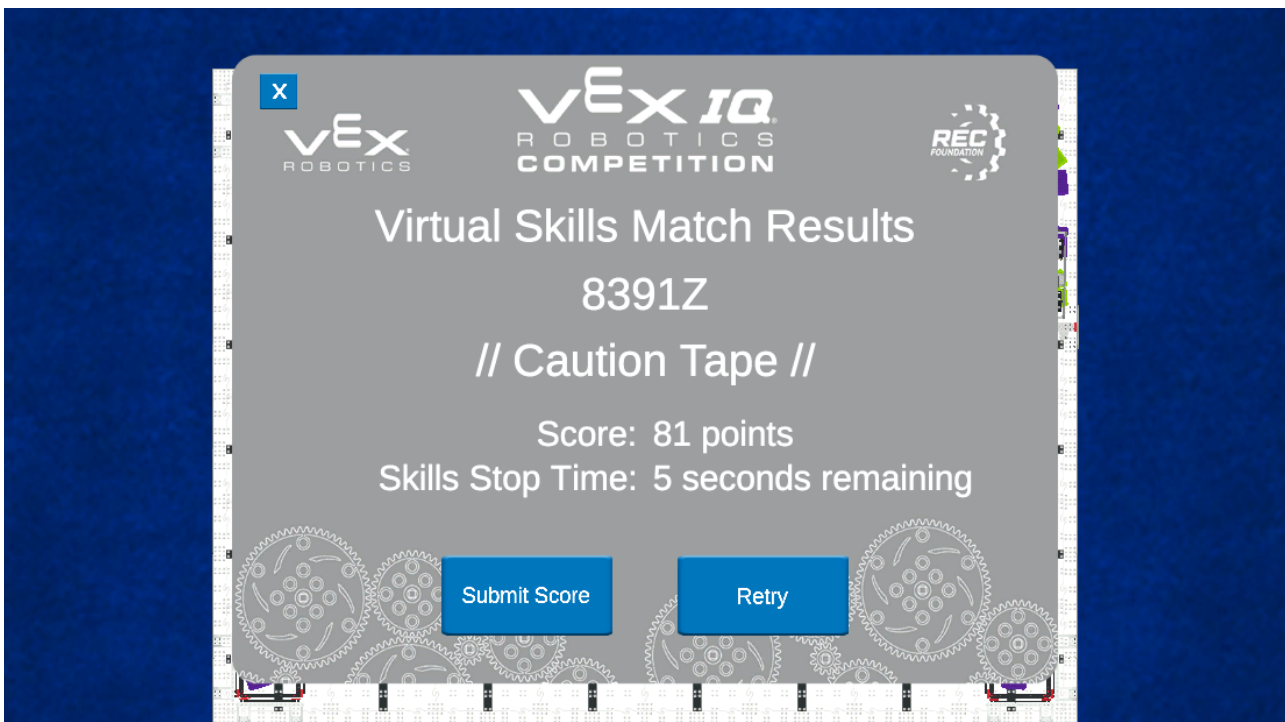 X
VEX
ROBOTICS
VEX IQ
ROBOTICS
COMPETITION
REC
FOUNDATION
Virtual Skills Match Results
8391Z
// Caution Tape //
Score: 81 points
Skills Stop Time: 5 seconds remaining
Submit Score
Retry